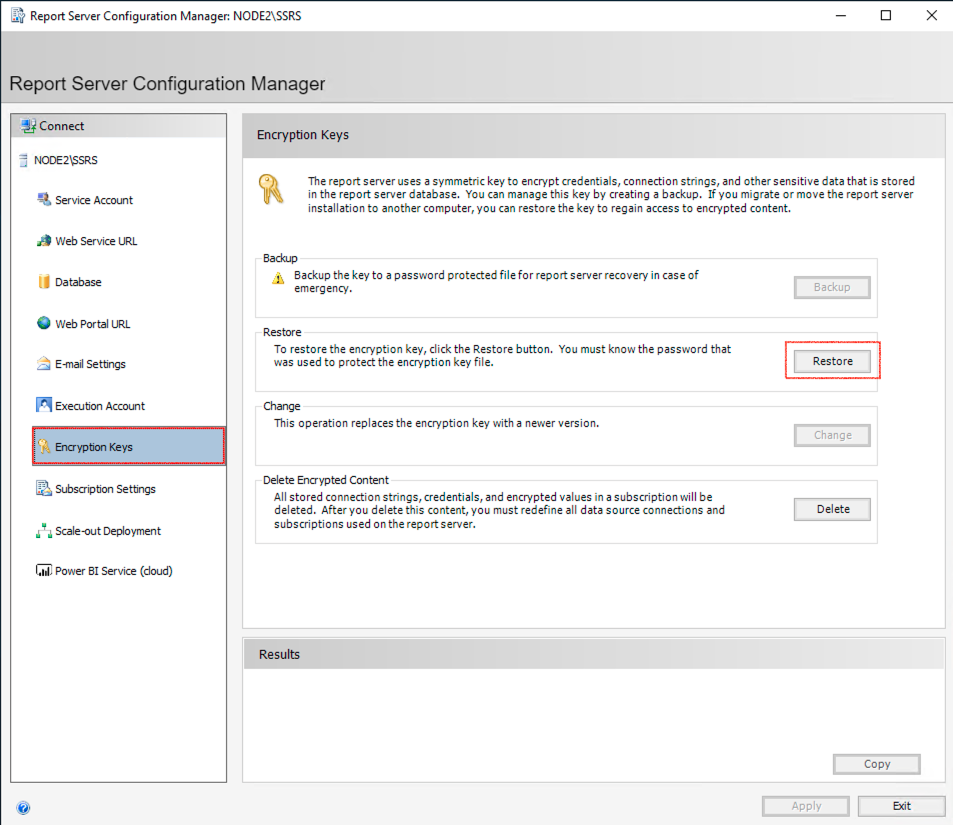 Report Server Configuration Manager: NODE2\SSRS
Report Server Configuration Manager
Connect
NODE2\SSRS
Service Account
Web Service URL
Database
Web Portal URL
E-mail Settings
Execution Account
Encryption Keys
Subscription Settings
Scale-out Deployment
Power BI Service (cloud)
Encryption Keys
The report server uses a symmetric key to encrypt credentials, connection strings, and other sensitive data that is stored
in the report server database.  You can manage this key by creating a backup.  If you migrate or move the report server
installation to another computer, you can restore the key to regain access to encrypted content.
Backup
Backup the key to a password protected file for report server recovery in case of
emergency.
Backup
Restore
To restore the encryption key, click the Restore button.  You must know the password that
was used to protect the encryption key file.
Restore
Change
This operation replaces the encryption key with a newer version.
Change
Delete Encrypted Content
All stored connection strings, credentials, and encrypted values in a subscription will be
deleted.  After you delete this content, you must redefine all data source connections and
subscriptions used on the report server.
Delete
Results
Copy
Apply
Exit